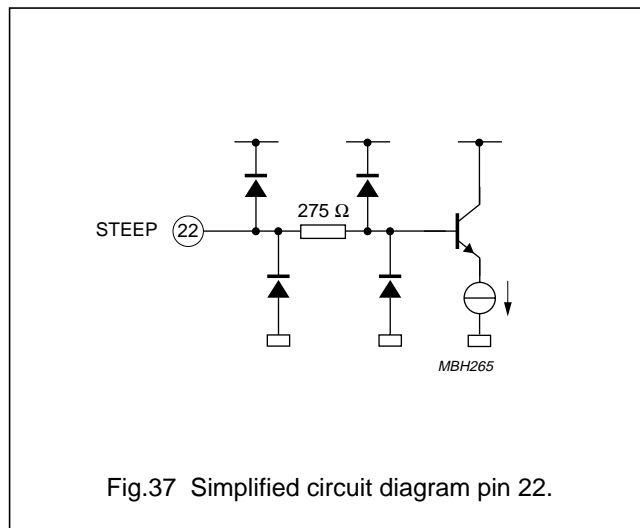 275 Ω
STEEP 22
MBH265
Fig.37 Simplified circuit diagram pin 22.